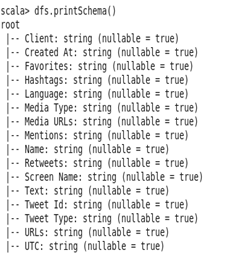 scala> dfs.printSchema()
root
 |-- Client: string (nullable = true)
 |-- Created At: string (nullable = true)
 |-- Favorites: string (nullable = true)
 |-- Hashtags: string (nullable = true)
 |-- Language: string (nullable = true)
 |-- Media Type: string (nullable = true)
 |-- Media URLs: string (nullable = true)
 |-- Mentions: string (nullable = true)
 |-- Name: string (nullable = true)
 |-- Retweets: string (nullable = true)
 |-- Screen Name: string (nullable = true)
 |-- Text: string (nullable = true)
 |-- Tweet Id: string (nullable = true)
 |-- Tweet Type: string (nullable = true)
 |-- URLs: string (nullable = true)
 |-- UTC: string (nullable = true)